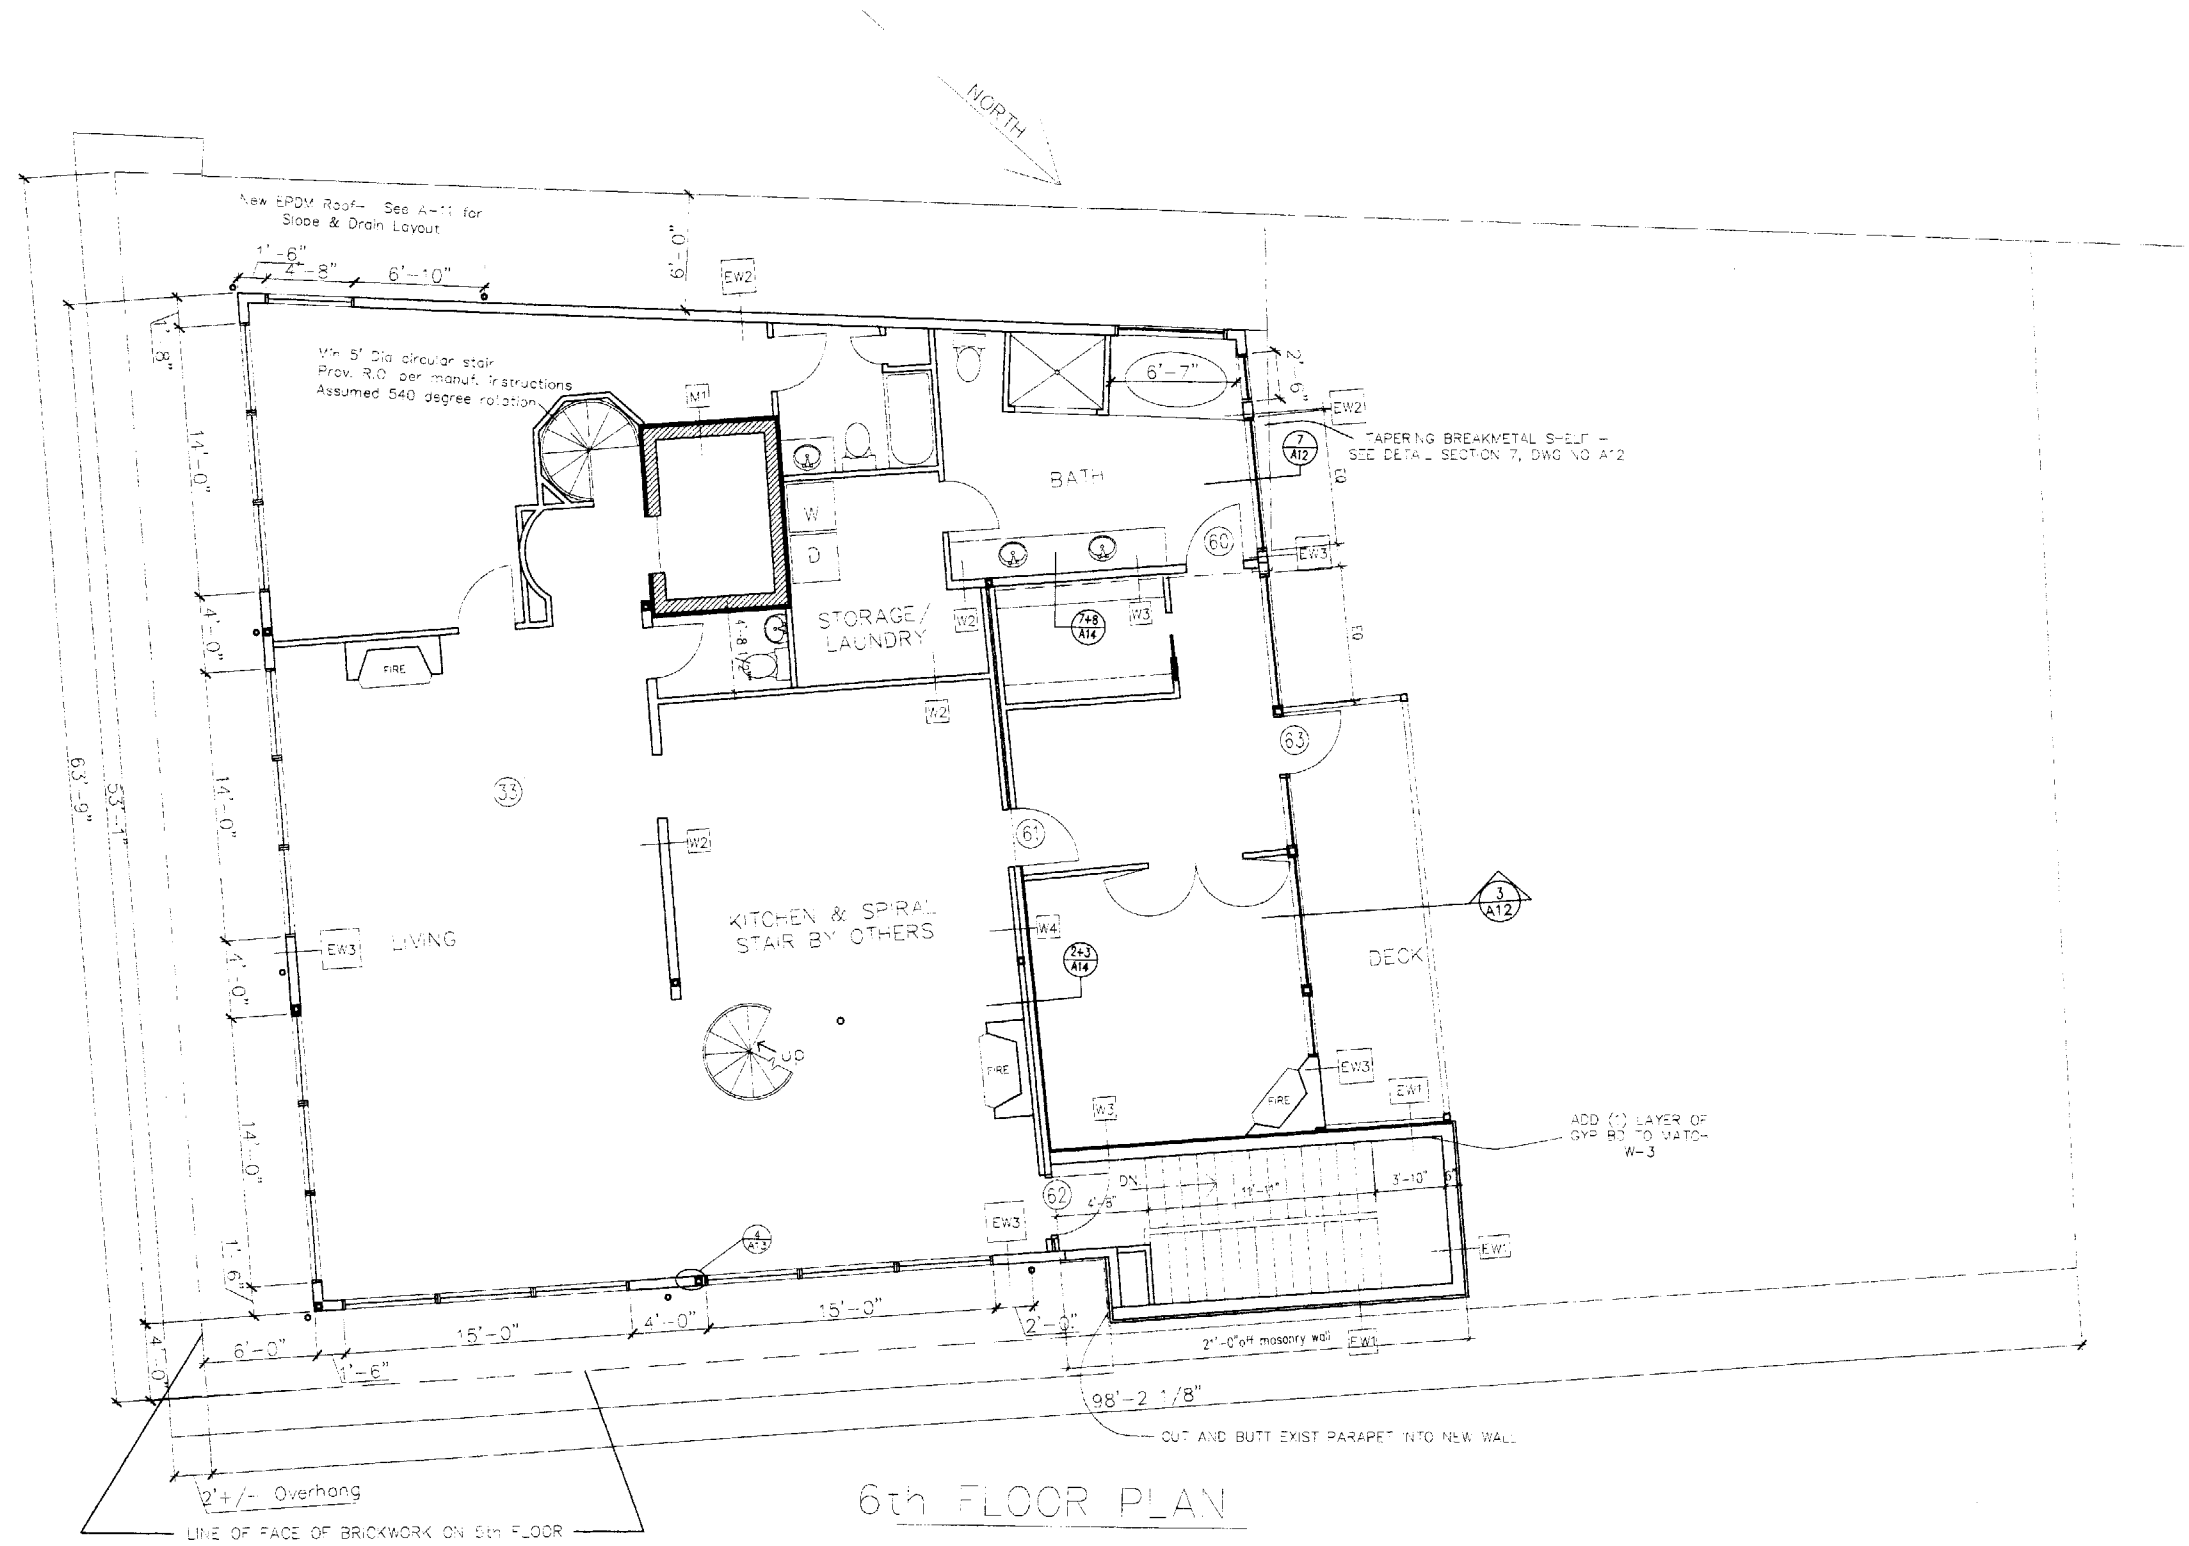 NORTH
New EPDM Roof- See A-11 for
Slope & Drain Layout
1'-6"
4'-8"
6'-10"
6'-0"
EW2
1'-8"
Min 5' Dia circular stair
Prov. R.O. per manuf. instructions
Assumed 540 degree rotation
M1
6'-7"
2'-6"
EW2
TAPERING BREAKMETAL SHELF -
SEE DETAIL SECTION 7, DWG NO A12
7
A12
EQ
14'-0"
BATH
W
D
60
EW3
4'-0"
STORAGE/
LAUNDRY
W2
7+8
A14
W3
EQ
4'-8 1/2"
FIRE
W2
63
63'-9"
53'-1"
14'-0"
33
W2
61
3
A12
KITCHEN & SPIRAL
STAIR BY OTHERS
W4
EW3
LIVING
2+3
A14
DECK
4'-0"
UP
FIRE
EW3
FIRE
EW1
W3
ADD (1) LAYER OF
GYP BD TO MATCH
W-3
14'-0"
DN.
62
4'-8"
11'-11"
3'-10"
6"
EW3
EW1
4
A13
1'-6"
6'-0"
1'-6"
15'-0"
4'-0"
15'-0"
2'-0"
4'-0"
21'-0" off masonry wall
EW1
98'-2 1/8"
CUT AND BUTT EXIST PARAPET INTO NEW WALL
2'+/- Overhang
LINE OF FACE OF BRICKWORK ON 5th FLOOR
6th FLOOR PLAN